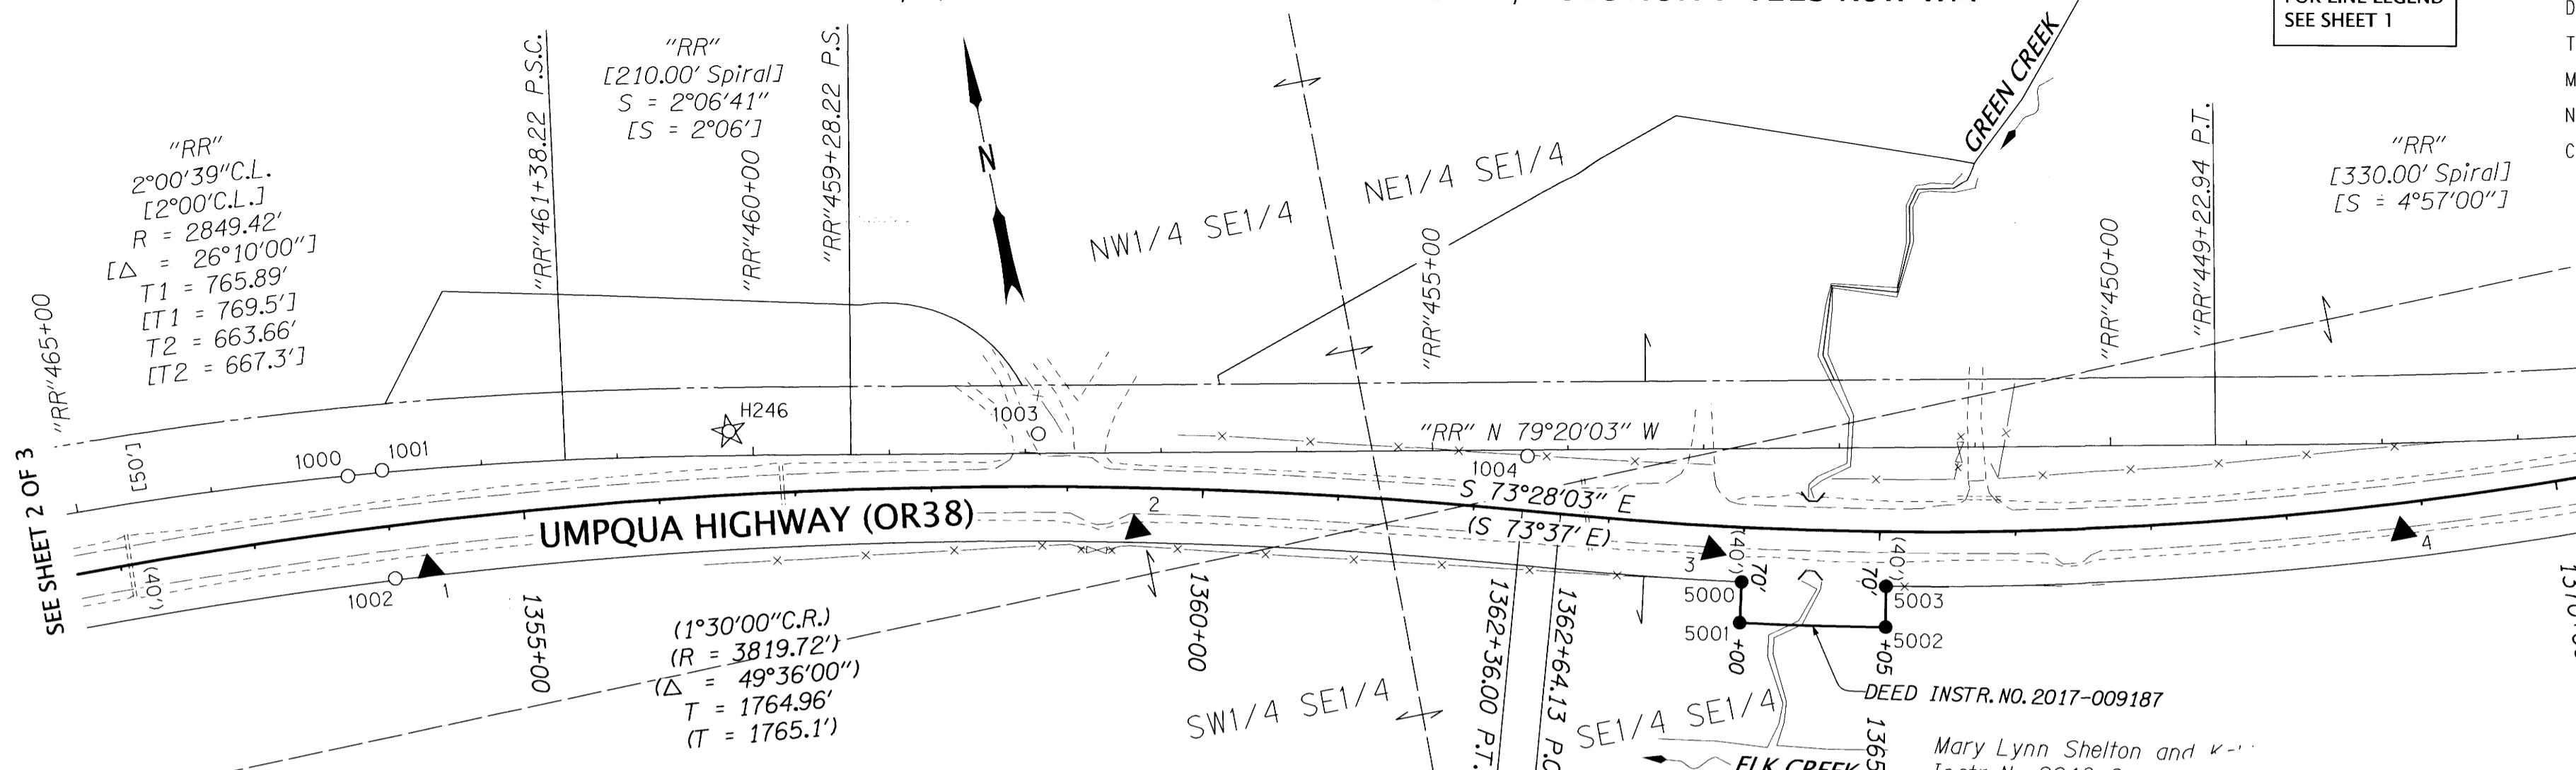 SEE SHEET 1
GREEN CREEK
"RR"
2°00'39"C.L.
[2°00'C.L.]
R = 2849.42'
[Δ = 26°10'00"]
T1 = 765.89'
[T1 = 769.5']
T2 = 663.66'
[T2 = 667.3']
"RR"465+00
"RR"461+38.22 P.S.C.
"RR"
[210.00' Spiral]
S = 2°06'41"
[S = 2°06']
"RR"460+00
"RR"459+28.22 P.S.
N
NW1/4 SE1/4
NE1/4 SE1/4
"RR"455+00
"RR"450+00
"RR"449+22.94 P.T.
"RR"
[330.00' Spiral]
[S = 4°57'00"]
H246
1003
1000
1001
[50']
SEE SHEET 2 OF 3
"RR" N 79°20'03" W
1004
S 73°28'03" E
(S 73°37' E)
UMPQUA HIGHWAY (OR38)
(40')
1002
1
2
3
4
(40')
70'
(40')
70'
5000
5001
5003
5002
+00
+05
1355+00
1360+00
1362+36.00 P.T.
(1°30'00"C.R.)
(R = 3819.72')
(Δ = 49°36'00")
T = 1764.96'
(T = 1765.1')
SW1/4 SE1/4
SE1/4 SE1/4
DEED INSTR. NO. 2017-009187
Mary Lynn Shelton and
ELK CREEK